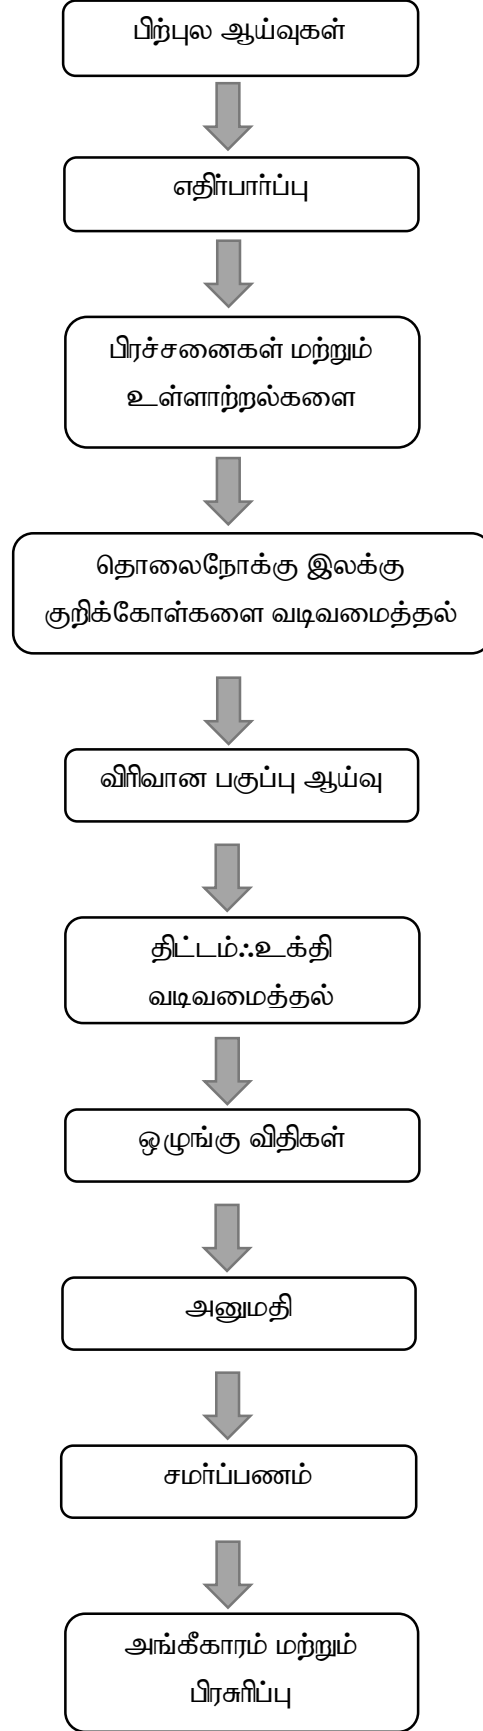 பிற்புல ஆய்வுகள்
எதிர்பார்ப்பு
பிரச்சனைகள் மற்றும்
உள்ளாற்றல்களை
தொலைநோக்கு இலக்கு
குறிக்கோள்களை வடிவமைத்தல்
விரிவான பகுப்பு ஆய்வு
திட்டம்ஃஉக்தி
வடிவமைத்தல்
ஒழுங்கு விதிகள்
அனுமதி
சமர்ப்பணம்
அங்கீகாரம் மற்றும்
பிரசுரிப்பு